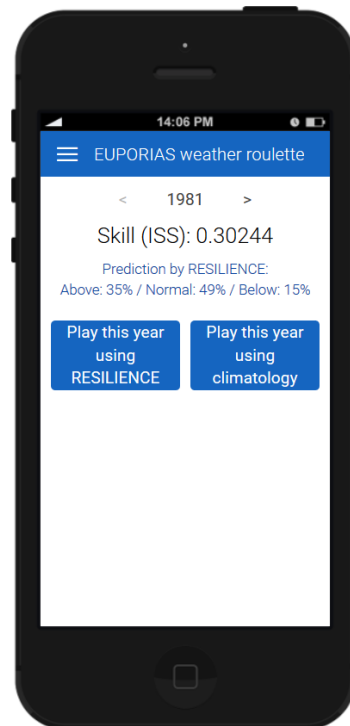 14:06 PM
EUPORIAS weather roulette
< 1981 >
Skill (ISS): 0.30244
Prediction by RESILIENCE:
Above: 35% / Normal: 49% / Below: 15%
Play this year
using
RESILIENCE
Play this year
using
climatology